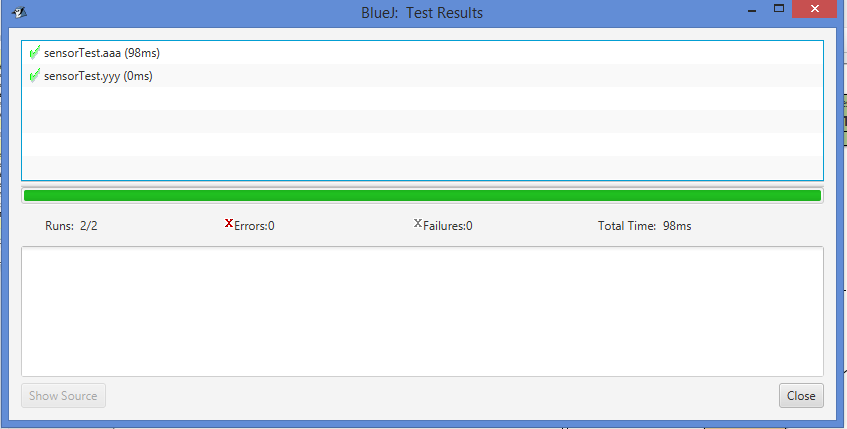 BlueJ: Test Results
sensorTest.aaa (98ms)
sensorTest.yyy (0ms)
Runs: 2/2 Errors:0 Failures:0 Total Time: 98ms
Show Source Close